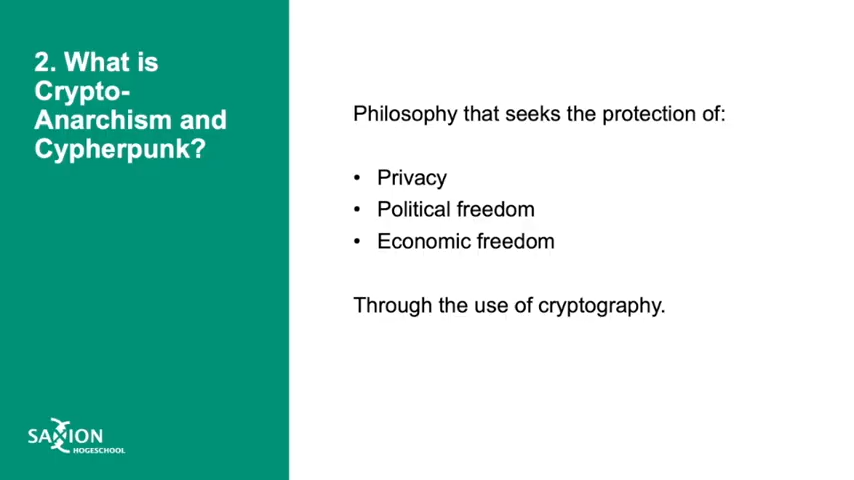 2. What is
Crypto-
Anarchism and
Cypherpunk?
Philosophy that seeks the protection of:
• Privacy
• Political freedom
• Economic freedom
Through the use of cryptography.
SAXION
HOGESCHOOL